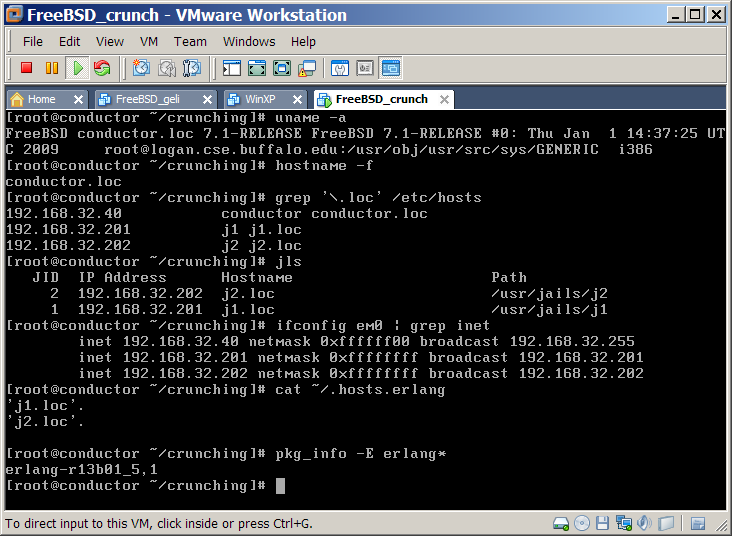 FreeBSD_crunch - VMware Workstation
File Edit View VM Team Windows Help
Home FreeBSD_geli WinXP FreeBSD_crunch
[root@conductor ~/crunching]# uname -a
FreeBSD conductor.loc 7.1-RELEASE FreeBSD 7.1-RELEASE #0: Thu Jan  1 14:37:25 UT
C 2009     root@logan.cse.buffalo.edu:/usr/obj/usr/src/sys/GENERIC  i386
[root@conductor ~/crunching]# hostname -f
conductor.loc
[root@conductor ~/crunching]# grep '\.loc' /etc/hosts
192.168.32.40           conductor conductor.loc
192.168.32.201          j1 j1.loc
192.168.32.202          j2 j2.loc
[root@conductor ~/crunching]# jls
   JID  IP Address      Hostname                      Path
     2  192.168.32.202  j2.loc                        /usr/jails/j2
     1  192.168.32.201  j1.loc                        /usr/jails/j1
[root@conductor ~/crunching]# ifconfig em0 | grep inet
        inet 192.168.32.40 netmask 0xffffff00 broadcast 192.168.32.255
        inet 192.168.32.201 netmask 0xffffffff broadcast 192.168.32.201
        inet 192.168.32.202 netmask 0xffffffff broadcast 192.168.32.202
[root@conductor ~/crunching]# cat ~/.hosts.erlang
'j1.loc'.
'j2.loc'.
[root@conductor ~/crunching]# pkg_info -E erlang*
erlang-r13b01_5,1
[root@conductor ~/crunching]#
To direct input to this VM, click inside or press Ctrl+G.